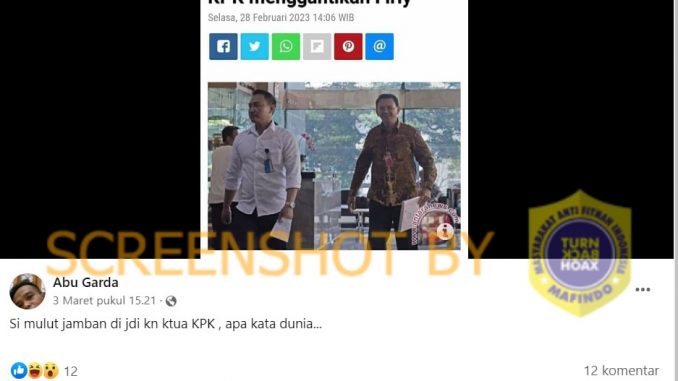 KPK menggantikan Firly
Selasa, 28 Februari 2023 14:06 WIB
SCREENSHOT BY
MASYARAKAT ANTI FITNAH INDONESIA
TURN
BACK
HOAX
MAFINDO
Abu Garda
3 Maret pukul 15.21 ·
Si mulut jamban di jdi kn ktua KPK , apa kata dunia...
12
12 komentar